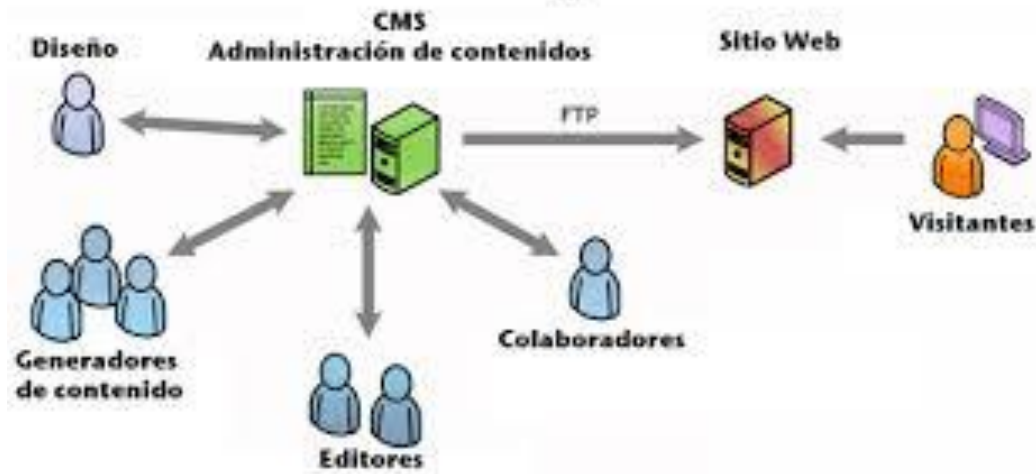 CMS
Diseño
Administración de contenidos
Sitio Web
FTP
Visitantes
Colaboradores
Generadores
de contenido
Editores